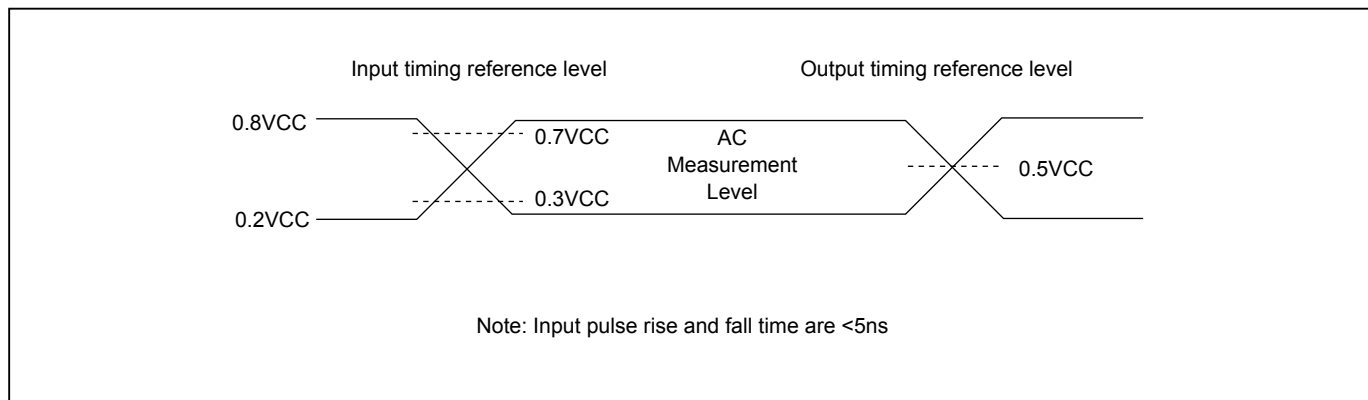 Input timing reference level
Output timing reference level
0.8VCC
0.7VCC
AC
Measurement
Level
0.5VCC
0.3VCC
0.2VCC
Note: Input pulse rise and fall time are <5ns